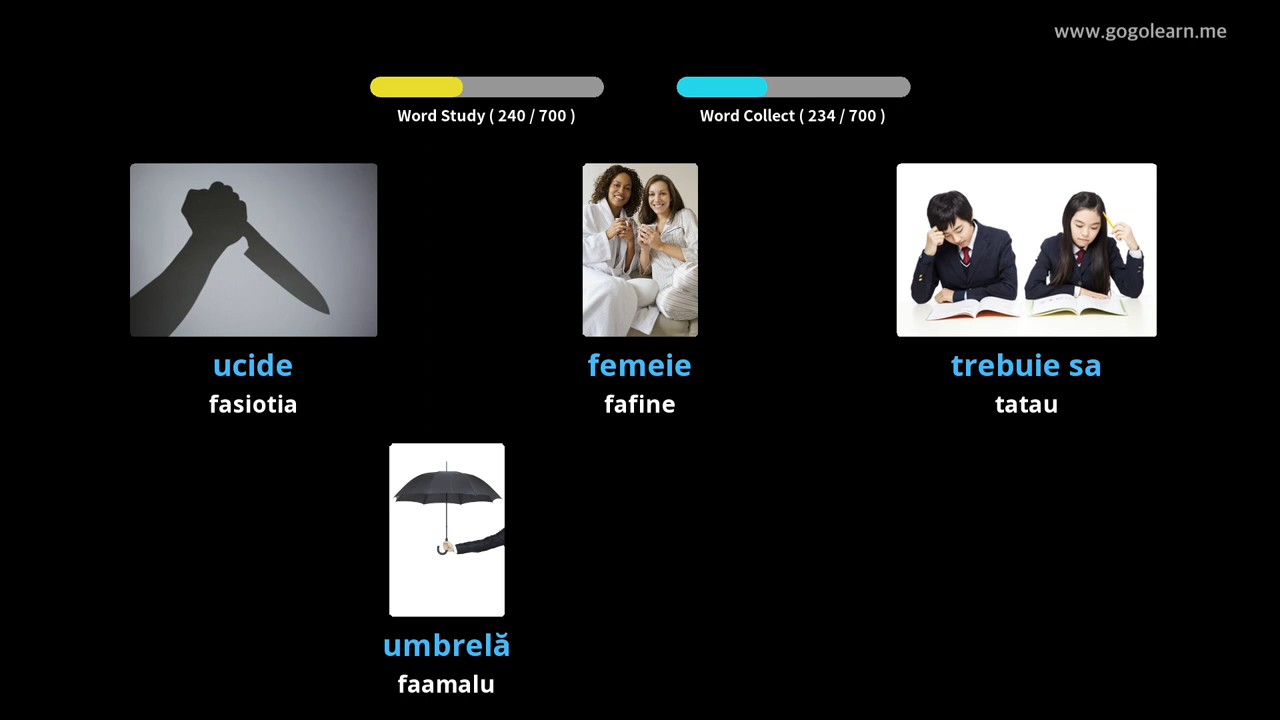 www.gogolearn.me
Word Study ( 240 / 700 )
Word Collect ( 234 / 700 )
ucide
fasiotia
femeie
fafine
trebuie sa
tatau
umbrelă
faamalu